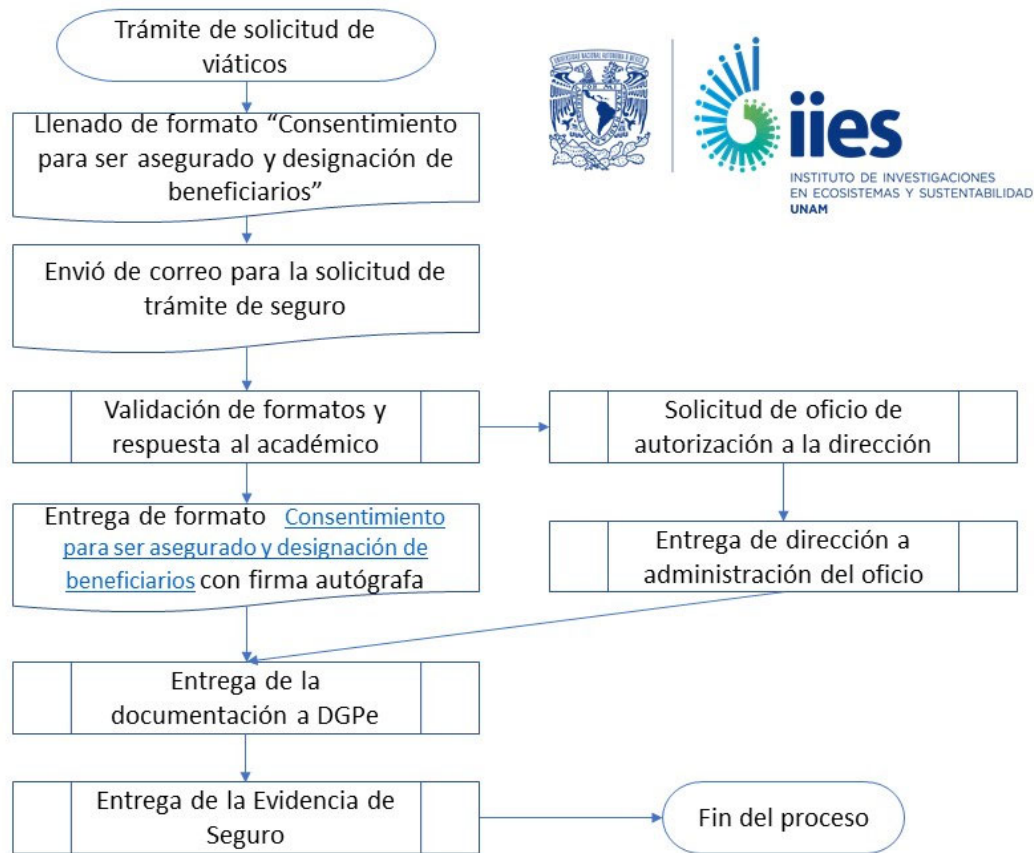 Trámite de solicitud de
viáticos
iies
INSTITUTO DE INVESTIGACIONES
EN ECOSISTEMAS Y SUSTENTABILIDAD
UNAM
Llenado de formato “Consentimiento
para ser asegurado y designación de
beneficiarios”
Envió de correo para la solicitud de
trámite de seguro
Validación de formatos y
respuesta al académico
Solicitud de oficio de
autorización a la dirección
Entrega de formato Consentimiento
para ser asegurado y designación de
beneficiarios con firma autógrafa
Entrega de dirección a
administración del oficio
Entrega de la
documentación a DGPe
Entrega de la Evidencia de
Seguro
Fin del proceso